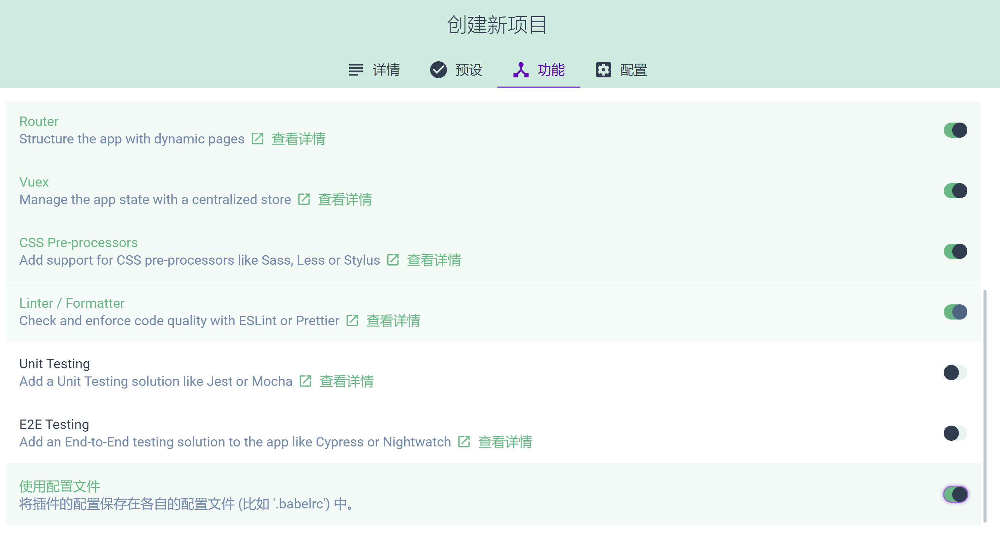 创建新项目
详情 预设 功能 配置
Router
Structure the app with dynamic pages 查看详情
Vuex
Manage the app state with a centralized store 查看详情
CSS Pre-processors
Add support for CSS pre-processors like Sass, Less or Stylus 查看详情
Linter / Formatter
Check and enforce code quality with ESLint or Prettier 查看详情
Unit Testing
Add a Unit Testing solution like Jest or Mocha 查看详情
E2E Testing
Add an End-to-End testing solution to the app like Cypress or Nightwatch 查看详情
使用配置文件
将插件的配置保存在各自的配置文件 (比如 '.babelrc') 中。